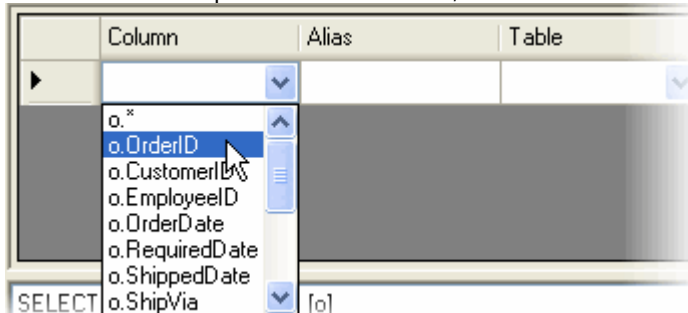 Column Alias Table
o.*
o.OrderID
o.CustomerID
o.EmployeeID
o.OrderDate
o.RequiredDate
o.ShippedDate
SELECT o.ShipVia [o]